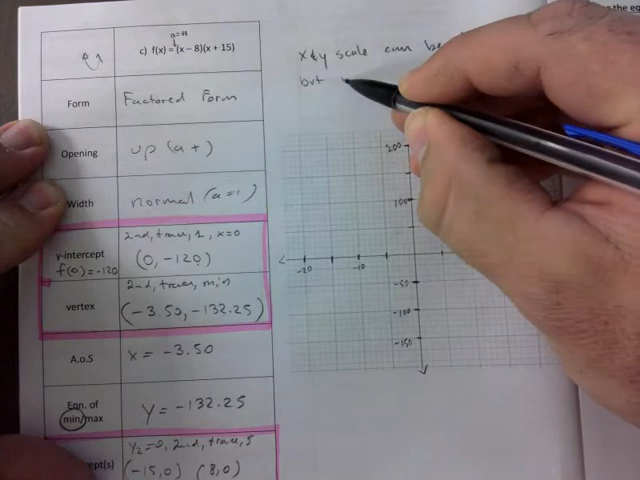 a=+1
c) f(x) = (x – 8)(x + 15)
Form Factored Form
Opening up (a+)
Width normal (a=1)
y-intercept 2nd, trace, 1, x=0
f(0)=-120 (0, -120)
vertex 2nd, trace, min
(-3.50, -132.25)
A.o.S x = -3.50
Eqn. of
min/max y = -132.25
Y2=0, 2nd, trace, 5
(-15,0) (8,0)
x & y scale can be
but
200
100
-20 -10
-50
-100
-150